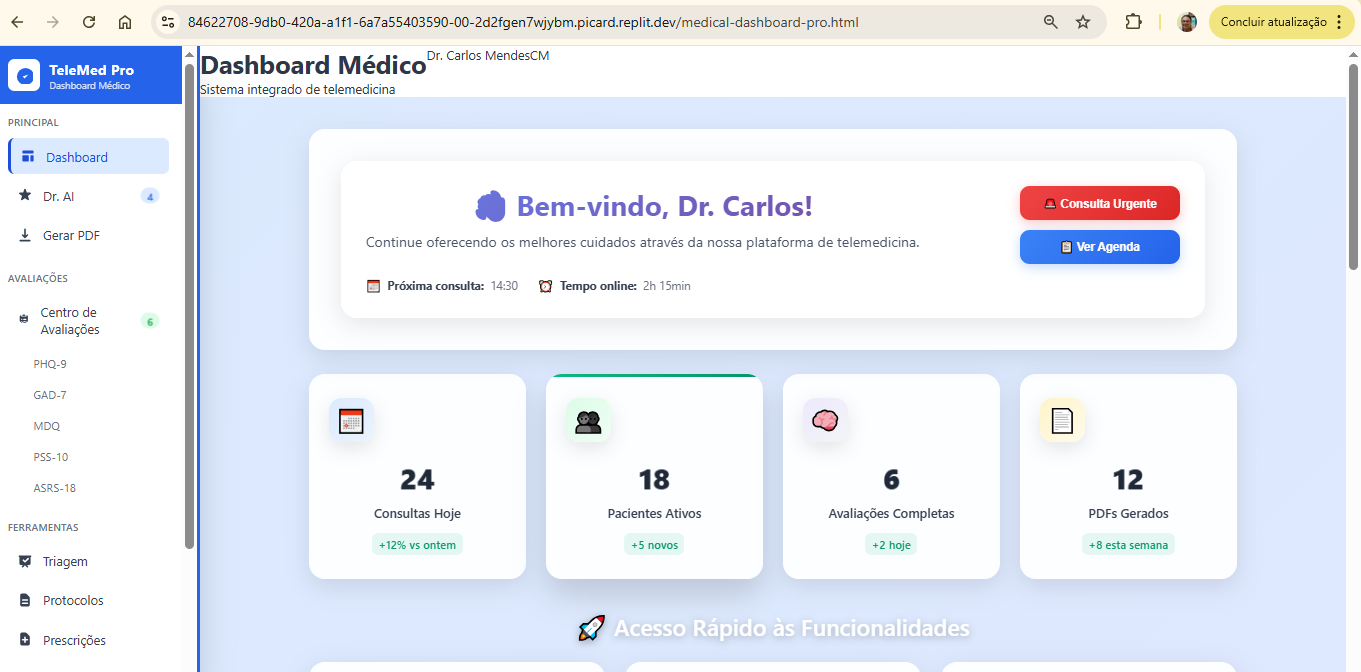 84622708-9db0-420a-a1f1-6a7a55403590-00-2d2fgen7wjybm.picard.replit.dev/medical-dashboard-pro.html
Concluir atualização
TeleMed Pro
Dashboard Médico
PRINCIPAL
Dashboard
Dr. AI
4
Gerar PDF
AVALIAÇÕES
Centro de
Avaliações
6
PHQ-9
GAD-7
MDQ
PSS-10
ASRS-18
FERRAMENTAS
Triagem
Protocolos
Prescrições
Dashboard Médico
Dr. Carlos MendesCM
Sistema integrado de telemedicina
Bem-vindo, Dr. Carlos!
Continue oferecendo os melhores cuidados através da nossa plataforma de telemedicina.
Próxima consulta: 14:30
Tempo online: 2h 15min
Consulta Urgente
Ver Agenda
24
Consultas Hoje
+12% vs ontem
18
Pacientes Ativos
+5 novos
6
Avaliações Completas
+2 hoje
12
PDFs Gerados
+8 esta semana
Acesso Rápido às Funcionalidades